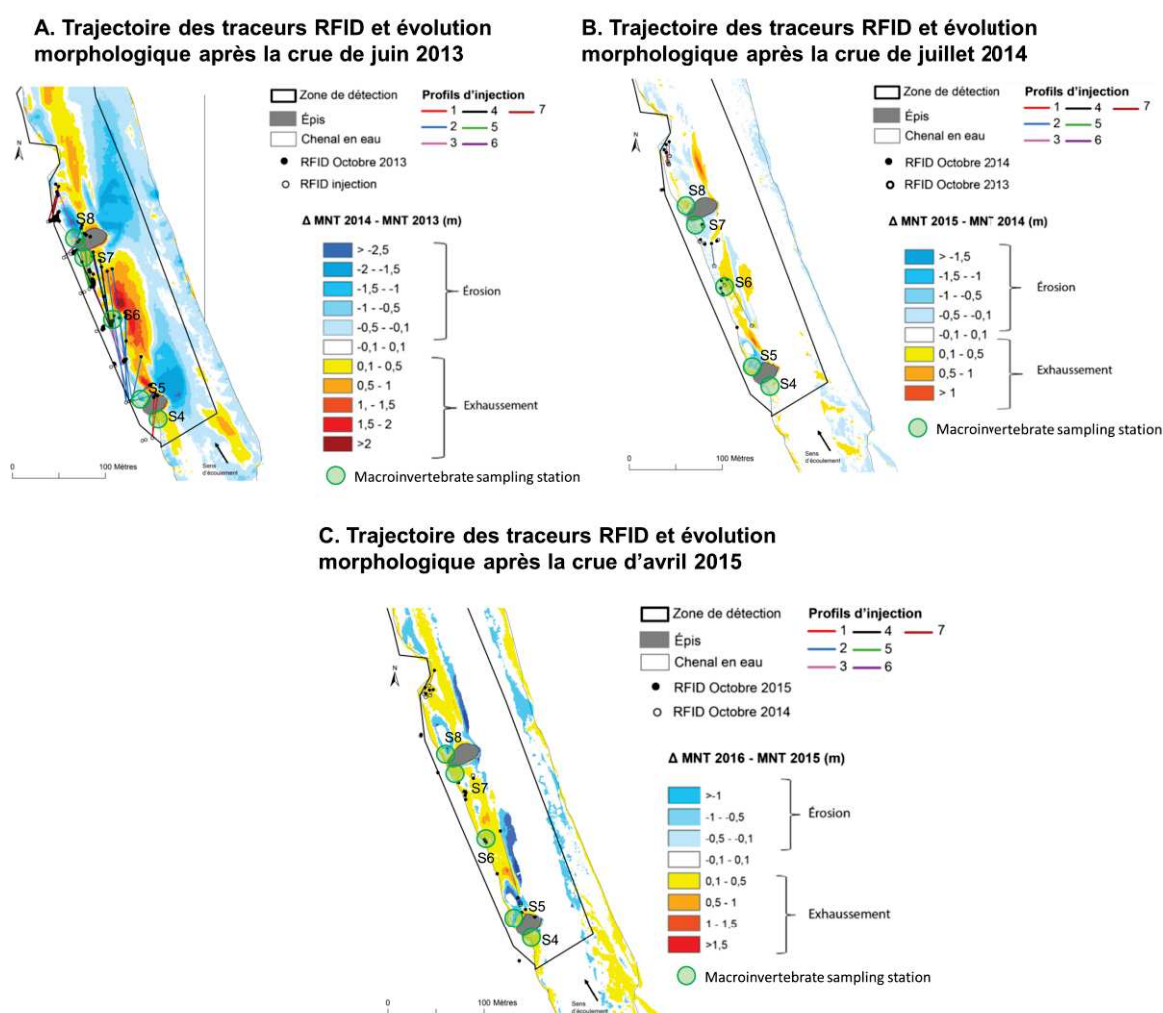 A. Trajectoire des traceurs RFID et évolution
morphologique après la crue de juin 2013
N
S8
S7
S6
S5
S4
0
100 Mètres
Sens
d'écoulement
Zone de détection
Épis
Chenal en eau
RFID Octobre 2013
RFID injection
Profils d'injection
1 4 7
2 5
3 6
Δ MNT 2014 - MNT 2013 (m)
> -2,5
-2 - -1,5
-1,5 - -1
-1 - -0,5
-0,5 - -0,1
-0,1 - 0,1
0,1 - 0,5
0,5 - 1
1, - 1,5
1,5 - 2
>2
Érosion
Exhaussement
Macroinvertebrate sampling station
B. Trajectoire des traceurs RFID et évolution
morphologique après la crue de juillet 2014
N
S8
S7
S6
S5
S4
0
100 Mètres
Sens
d'écoulement
Zone de détection
Épis
Chenal en eau
RFID Octobre 2014
RFID Octobre 2013
Profils d'injection
1 4 7
2 5
3 6
Δ MNT 2015 - MNT 2014 (m)
> -1,5
-1,5 - -1
-1 - -0,5
-0,5 - -0,1
-0,1 - 0,1
0,1 - 0,5
0,5 - 1
> 1
Érosion
Exhaussement
Macroinvertebrate sampling station
C. Trajectoire des traceurs RFID et évolution
morphologique après la crue d'avril 2015
N
S8
S7
S6
S5
S4
0
100 Mètres
Sens
d'écoulement
Zone de détection
Épis
Chenal en eau
RFID Octobre 2015
RFID Octobre 2014
Profils d'injection
1 4 7
2 5
3 6
Δ MNT 2016 - MNT 2015 (m)
>-1
-1 - -0,5
-0,5 - -0,1
-0,1 - 0,1
0,1 - 0,5
0,5 - 1
1 - 1,5
>1,5
Érosion
Exhaussement
Macroinvertebrate sampling station